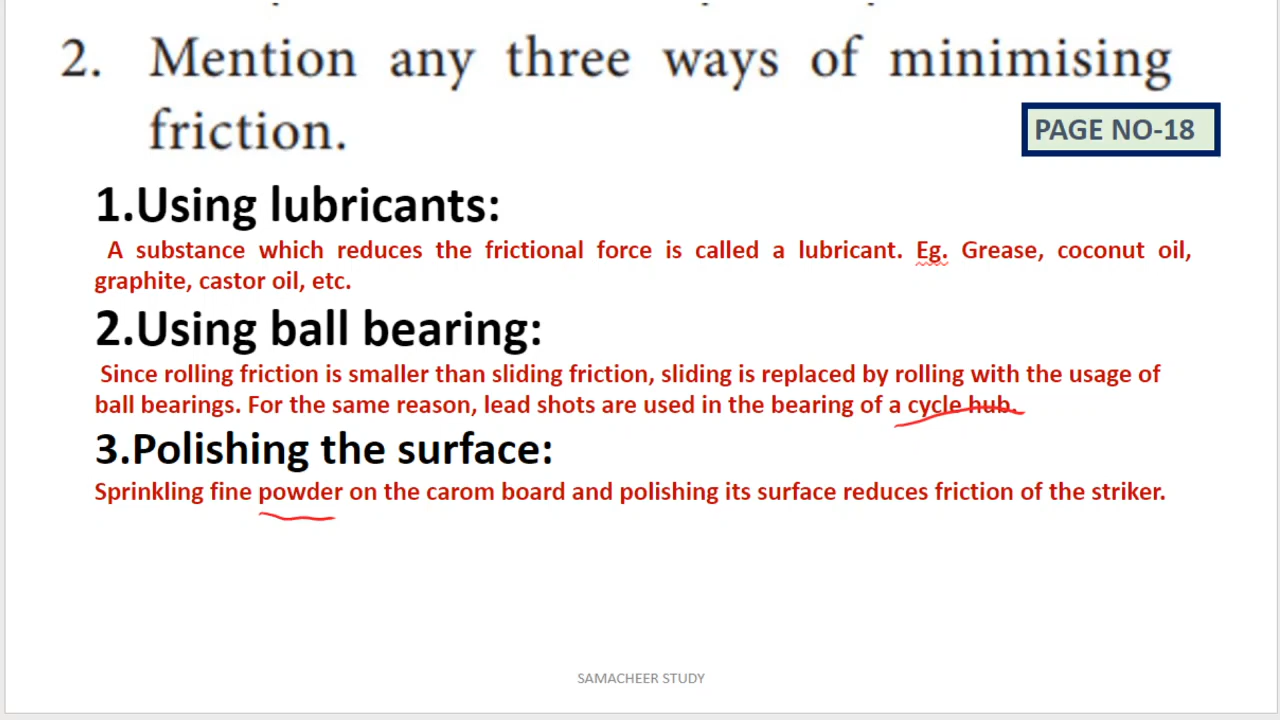 2. Mention any three ways of minimising
friction.
PAGE NO-18
1.Using lubricants:
A substance which reduces the frictional force is called a lubricant. Eg. Grease, coconut oil,
graphite, castor oil, etc.
2.Using ball bearing:
Since rolling friction is smaller than sliding friction, sliding is replaced by rolling with the usage of
ball bearings. For the same reason, lead shots are used in the bearing of a cycle hub.
3.Polishing the surface:
Sprinkling fine powder on the carom board and polishing its surface reduces friction of the striker.
SAMACHEER STUDY